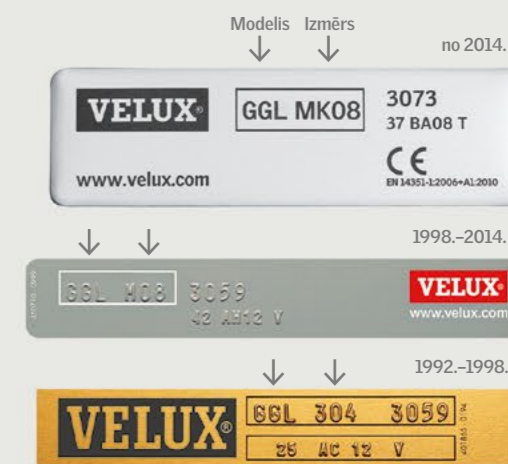 Modelis Izmērs
no 2014.
VELUX® GGL MK08 3073
37 BA08 T
www.velux.com CE
EN 14351-1:2006+A1:2010
1998.–2014.
GGL M08 3059
42 AH12 V
VELUX®
www.velux.com
1992.–1998.
VELUX® GGL 304 3059
25 AC 12 V